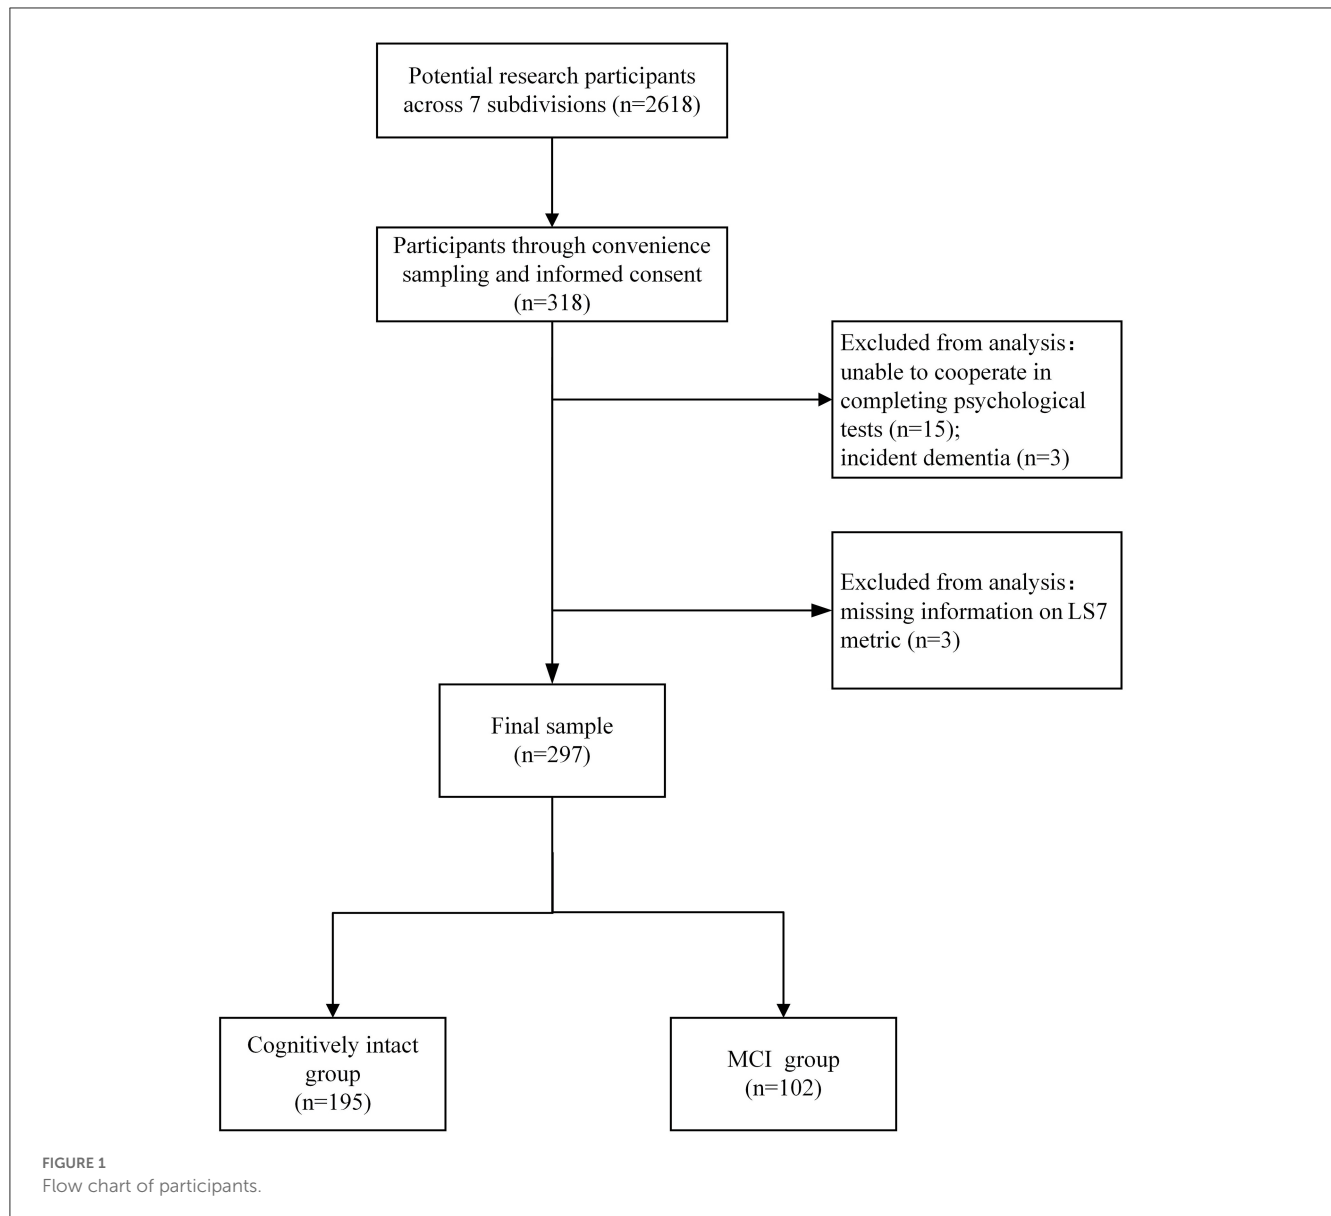 Potential research participants
across 7 subdivisions (n=2618)
Participants through convenience
sampling and informed consent
(n=318)
Excluded from analysis：
unable to cooperate in
completing psychological
tests (n=15);
incident dementia (n=3)
Excluded from analysis：
missing information on LS7
metric (n=3)
Final sample
(n=297)
Cognitively intact
group
(n=195)
MCI group
(n=102)
FIGURE 1
Flow chart of participants.